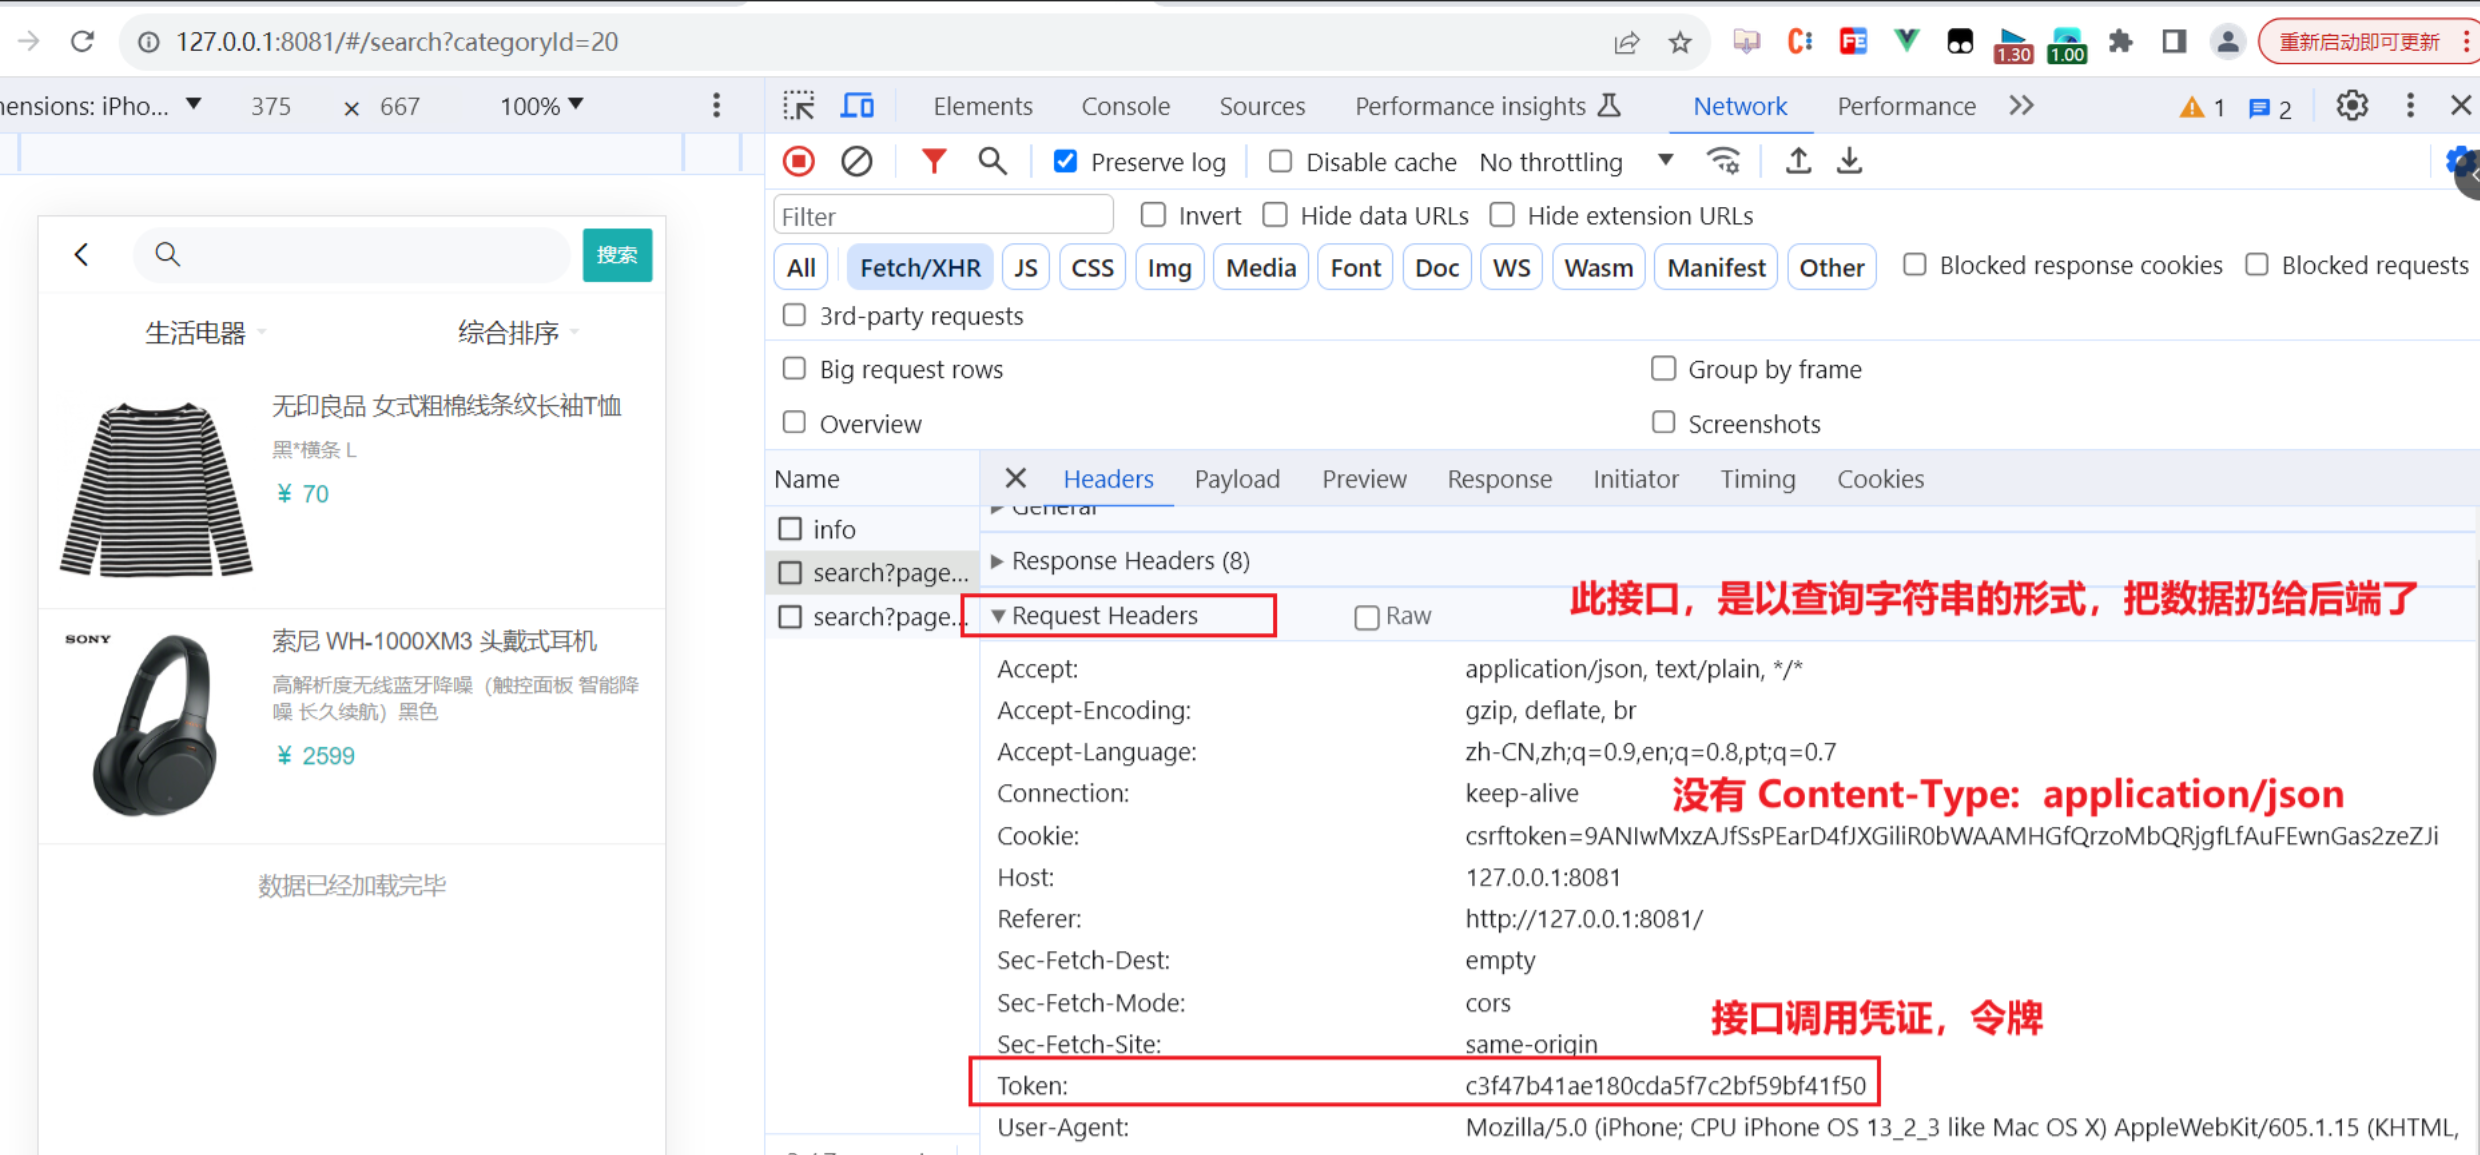 127.0.0.1:8081/#/search?categoryId=20
1.30
1.00
重新启动即可更新
nensions: iPho... ▼ 375 × 667 100% ▼
Elements Console Sources Performance insights Network Performance 1 2
Preserve log Disable cache No throttling
Filter Invert Hide data URLs Hide extension URLs
All Fetch/XHR JS CSS Img Media Font Doc WS Wasm Manifest Other Blocked response cookies Blocked requests
3rd-party requests
Big request rows Group by frame
Overview Screenshots
Name Headers Payload Preview Response Initiator Timing Cookies
General
info
search?page...
search?page...
Response Headers (8)
Request Headers Raw
此接口，是以查询字符串的形式，把数据扔给后端了
Accept: application/json, text/plain, */*
Accept-Encoding: gzip, deflate, br
Accept-Language: zh-CN,zh;q=0.9,en;q=0.8,pt;q=0.7
Connection: keep-alive
没有 Content-Type: application/json
Cookie: csrftoken=9ANIwMxzAJfSsPEarD4fJXGiliR0bWAAMHGfQrzoMbQRjgfLfAuFEwnGas2zeZJi
Host: 127.0.0.1:8081
Referer: http://127.0.0.1:8081/
Sec-Fetch-Dest: empty
Sec-Fetch-Mode: cors
接口调用凭证，令牌
Sec-Fetch-Site: same-origin
Token: c3f47b41ae180cda5f7c2bf59bf41f50
User-Agent: Mozilla/5.0 (iPhone; CPU iPhone OS 13_2_3 like Mac OS X) AppleWebKit/605.1.15 (KHTML,
搜索
生活电器 综合排序
无印良品 女式粗棉线条纹长袖T恤
黑*横条 L
¥ 70
SONY
索尼 WH-1000XM3 头戴式耳机
高解析度无线蓝牙降噪（触控面板 智能降
噪 长久续航）黑色
¥ 2599
数据已经加载完毕